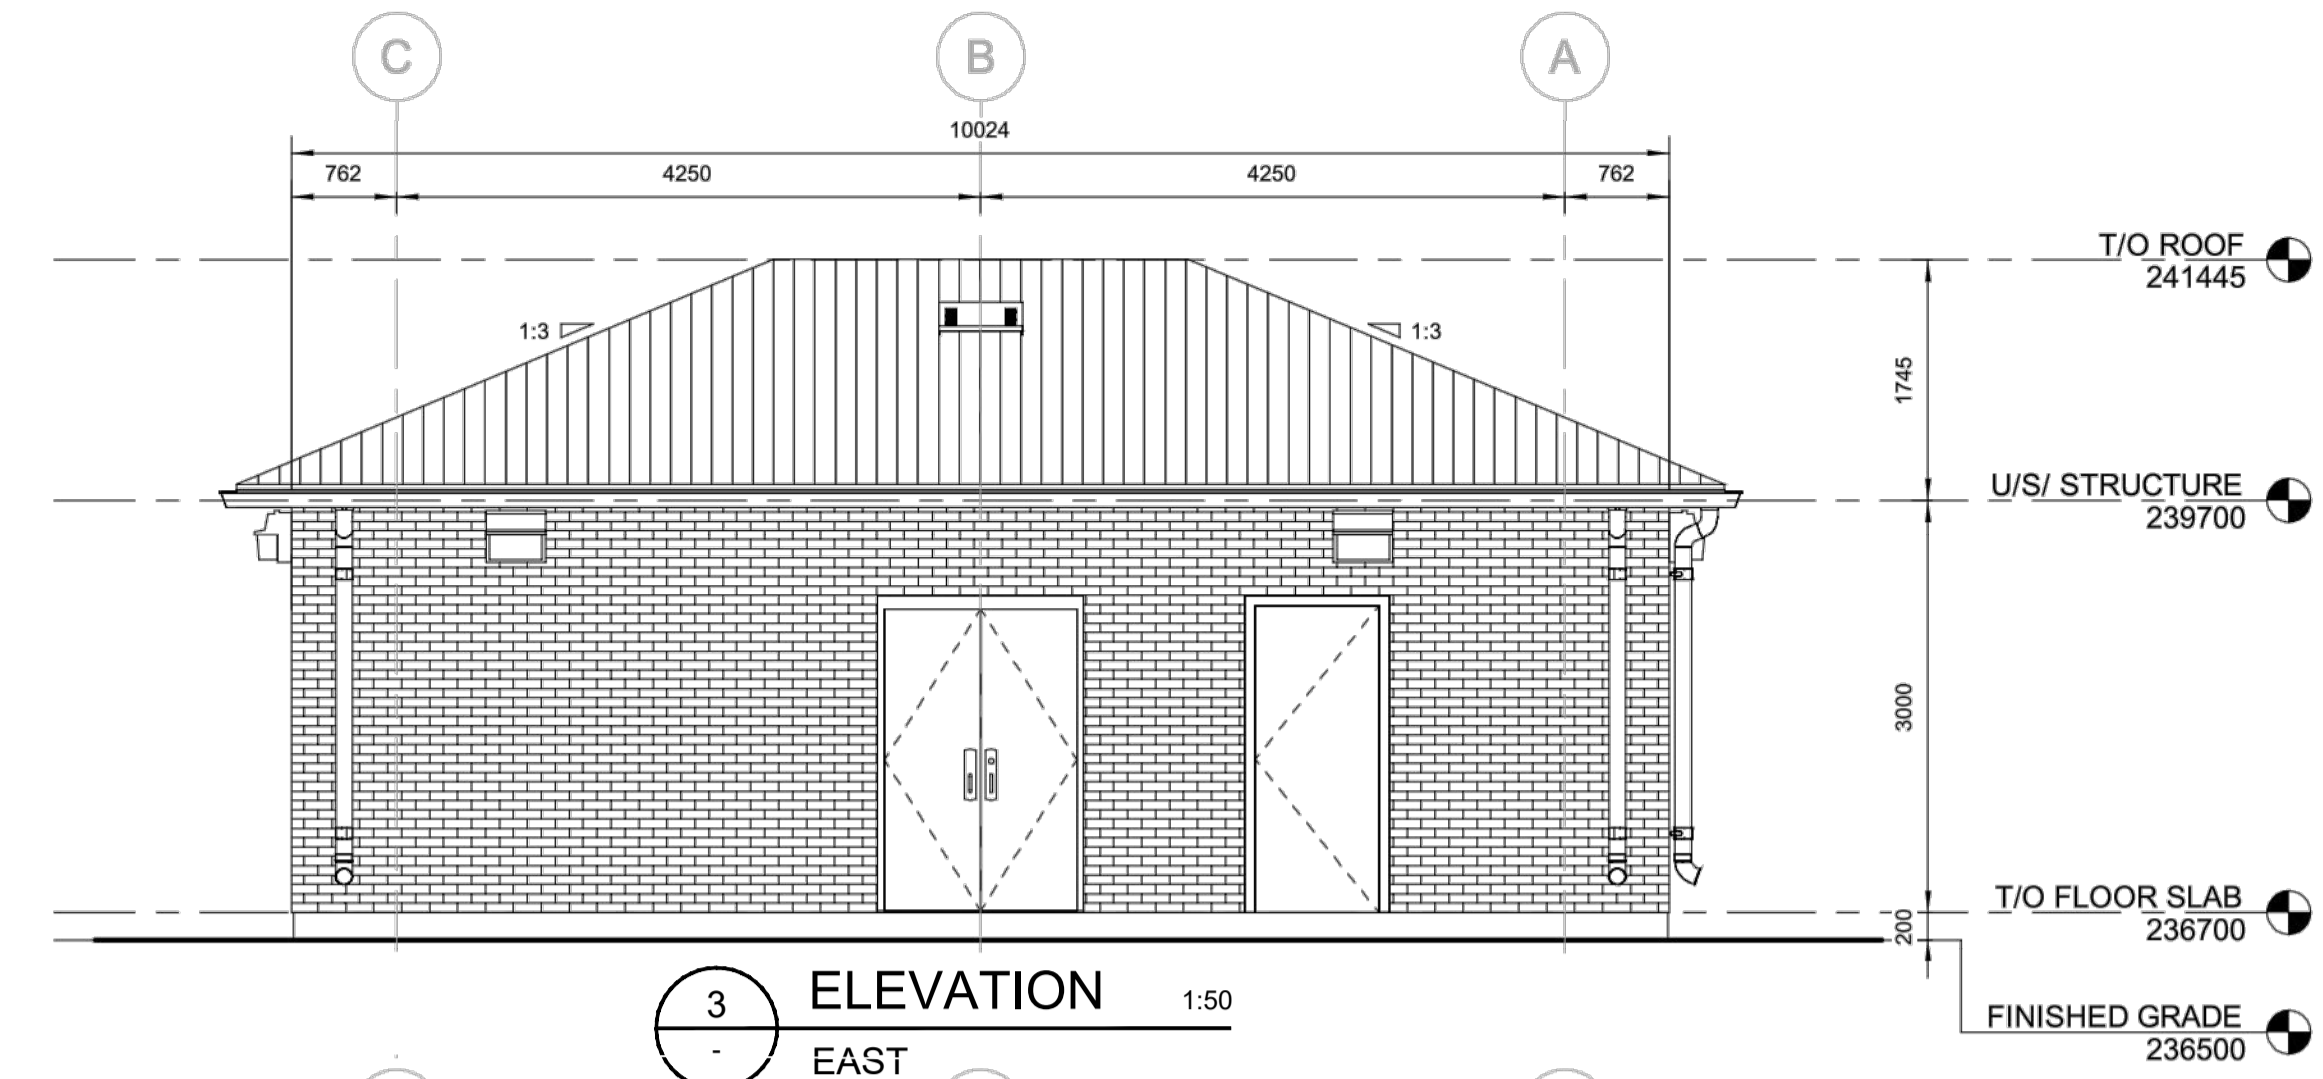 C
B
A
10024
762
4250
4250
762
T/O ROOF
241445
1:3
1:3
1745
U/S/ STRUCTURE
239700
3000
T/O FLOOR SLAB
236700
200
3
ELEVATION
1:50
-
EAST
FINISHED GRADE
236500